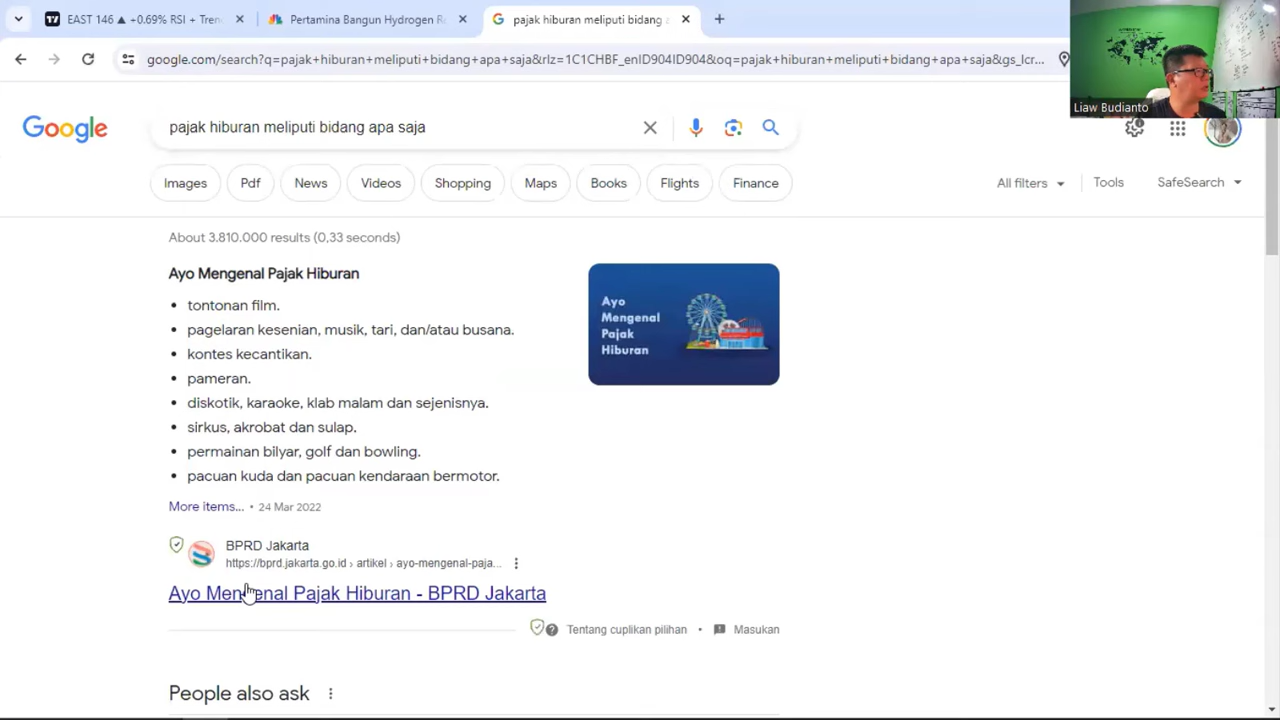 EAST 146 ▲ +0.69% RSI + Tren
Pertamina Bangun Hydrogen R
pajak hiburan meliputi bidang a
google.com/search?q=pajak+hiburan+meliputi+bidang+apa+saja&rlz=1C1CHBF_enID904ID904&oq=pajak+hiburan+meliputi+bidang+apa+saja&gs_lcr...
Liaw Budianto
Google
pajak hiburan meliputi bidang apa saja
Images
Pdf
News
Videos
Shopping
Maps
Books
Flights
Finance
All filters
Tools
SafeSearch
About 3.810.000 results (0,33 seconds)
Ayo Mengenal Pajak Hiburan
• tontonan film.
• pagelaran kesenian, musik, tari, dan/atau busana.
• kontes kecantikan.
• pameran.
• diskotik, karaoke, klab malam dan sejenisnya.
• sirkus, akrobat dan sulap.
• permainan bilyar, golf dan bowling.
• pacuan kuda dan pacuan kendaraan bermotor.
Ayo
Mengenal
Pajak
Hiburan
More items... • 24 Mar 2022
BPRD Jakarta
https://bprd.jakarta.go.id › artikel › ayo-mengenal-paja...
Ayo Mengenal Pajak Hiburan - BPRD Jakarta
Tentang cuplikan pilihan • Masukan
People also ask